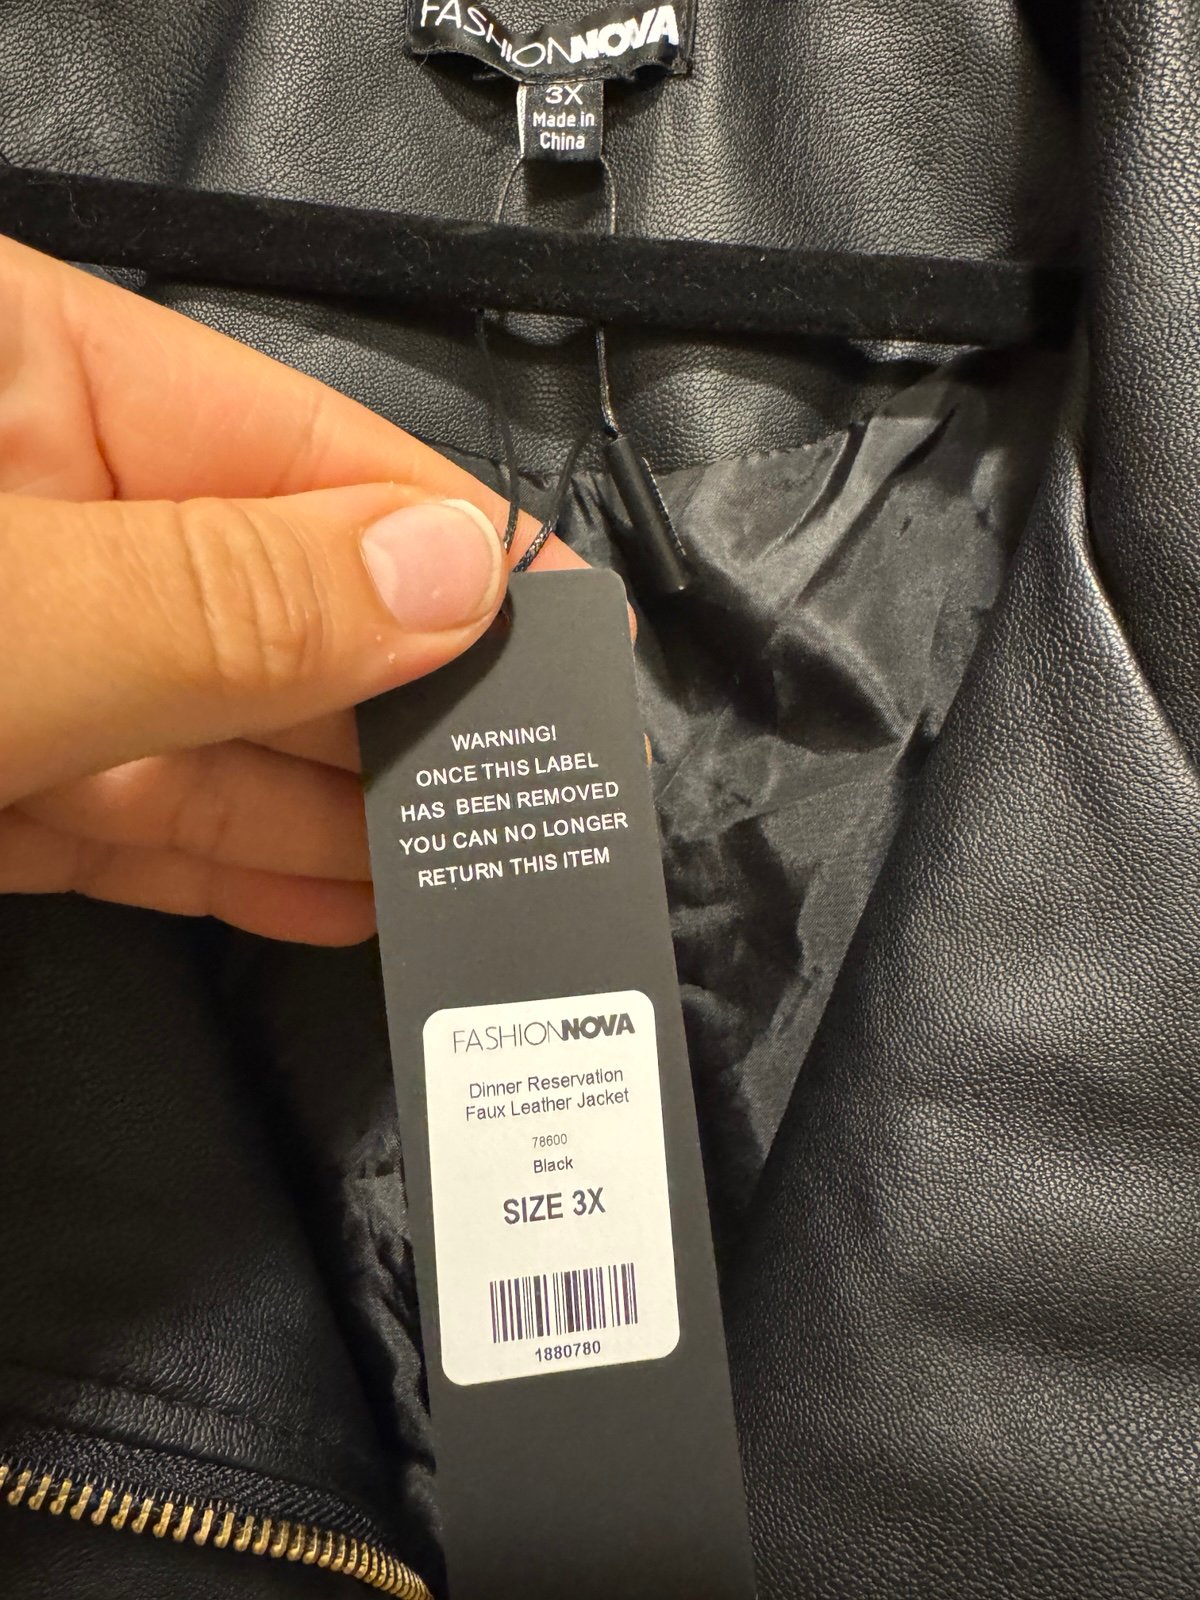 FASHIONNOVA
3X
Made in
China
WARNING!
ONCE THIS LABEL
HAS BEEN REMOVED
YOU CAN NO LONGER
RETURN THIS ITEM
FASHIONNOVA
Dinner Reservation
Faux Leather Jacket
78600
Black
SIZE 3X
1880780